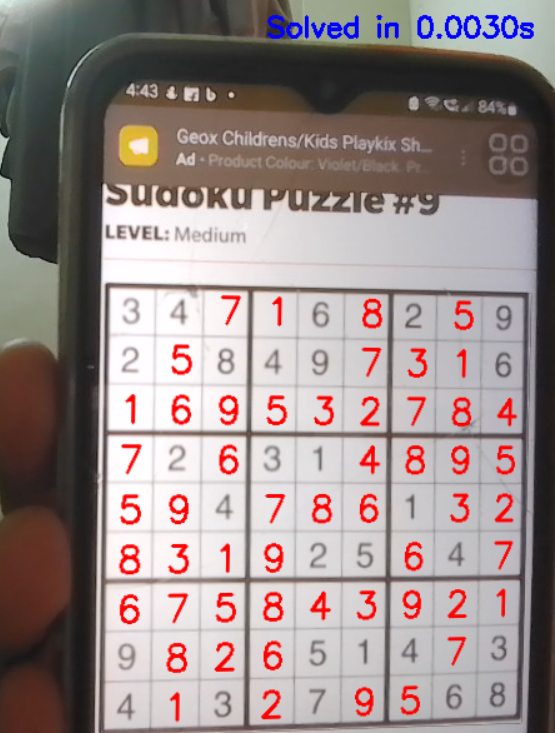 Solved in 0.0030s
4:43
84%
Geox Childrens/Kids Playkix Sh...
Ad • Product Colour: Violet/Black. Pr...
Sudoku Puzzle #9
LEVEL: Medium
3 4 7 1 6 8 2 5 9
2 5 8 4 9 7 3 1 6
1 6 9 5 3 2 7 8 4
7 2 6 3 1 4 8 9 5
5 9 4 7 8 6 1 3 2
8 3 1 9 2 5 6 4 7
6 7 5 8 4 3 9 2 1
9 8 2 6 5 1 4 7 3
4 1 3 2 7 9 5 6 8